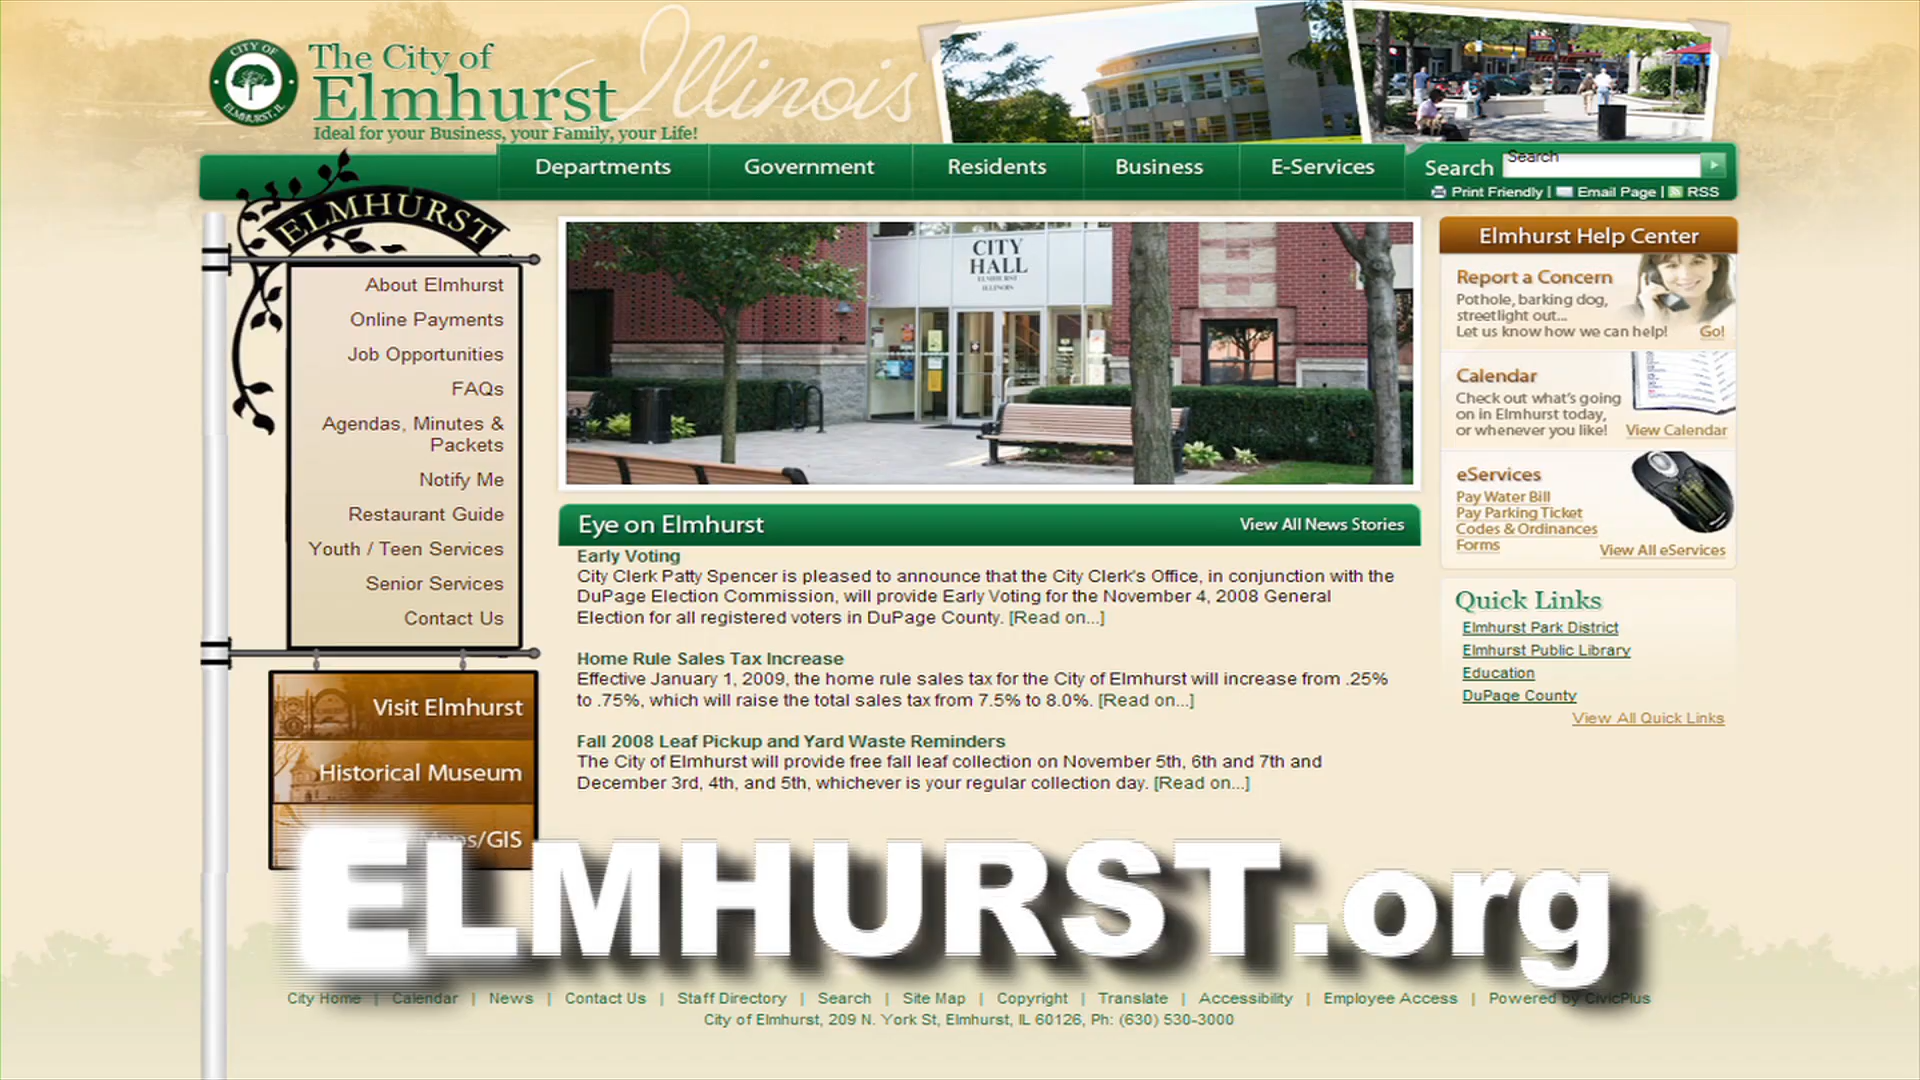 CITY OF
ELMHURST, IL
The City of
Elmhurst
Illinois
Ideal for your Business, your Family, your Life!
Departments
Government
Residents
Business
E-Services
Search
Search
Print Friendly | Email Page | RSS
ELMHURST
About Elmhurst
Online Payments
Job Opportunities
FAQs
Agendas, Minutes &
Packets
Notify Me
Restaurant Guide
Youth / Teen Services
Senior Services
Contact Us
Visit Elmhurst
Historical Museum
Maps/GIS
CITY
HALL
ELMHURST
ILLINOIS
Eye on Elmhurst
View All News Stories
Early Voting
City Clerk Patty Spencer is pleased to announce that the City Clerk's Office, in conjunction with the
DuPage Election Commission, will provide Early Voting for the November 4, 2008 General
Election for all registered voters in DuPage County. [Read on...]
Home Rule Sales Tax Increase
Effective January 1, 2009, the home rule sales tax for the City of Elmhurst will increase from .25%
to .75%, which will raise the total sales tax from 7.5% to 8.0%. [Read on...]
Fall 2008 Leaf Pickup and Yard Waste Reminders
The City of Elmhurst will provide free fall leaf collection on November 5th, 6th and 7th and
December 3rd, 4th, and 5th, whichever is your regular collection day. [Read on...]
Elmhurst Help Center
Report a Concern
Pothole, barking dog,
streetlight out...
Let us know how we can help! Go!
Calendar
Check out what's going
on in Elmhurst today,
or whenever you like! View Calendar
eServices
Pay Water Bill
Pay Parking Ticket
Codes & Ordinances
Forms
View All eServices
Quick Links
Elmhurst Park District
Elmhurst Public Library
Education
DuPage County
View All Quick Links
ELMHURST.org
City Home | Calendar | News | Contact Us | Staff Directory | Search | Site Map | Copyright | Translate | Accessibility | Employee Access | Powered by CivicPlus
City of Elmhurst, 209 N. York St, Elmhurst, IL 60126, Ph: (630) 530-3000